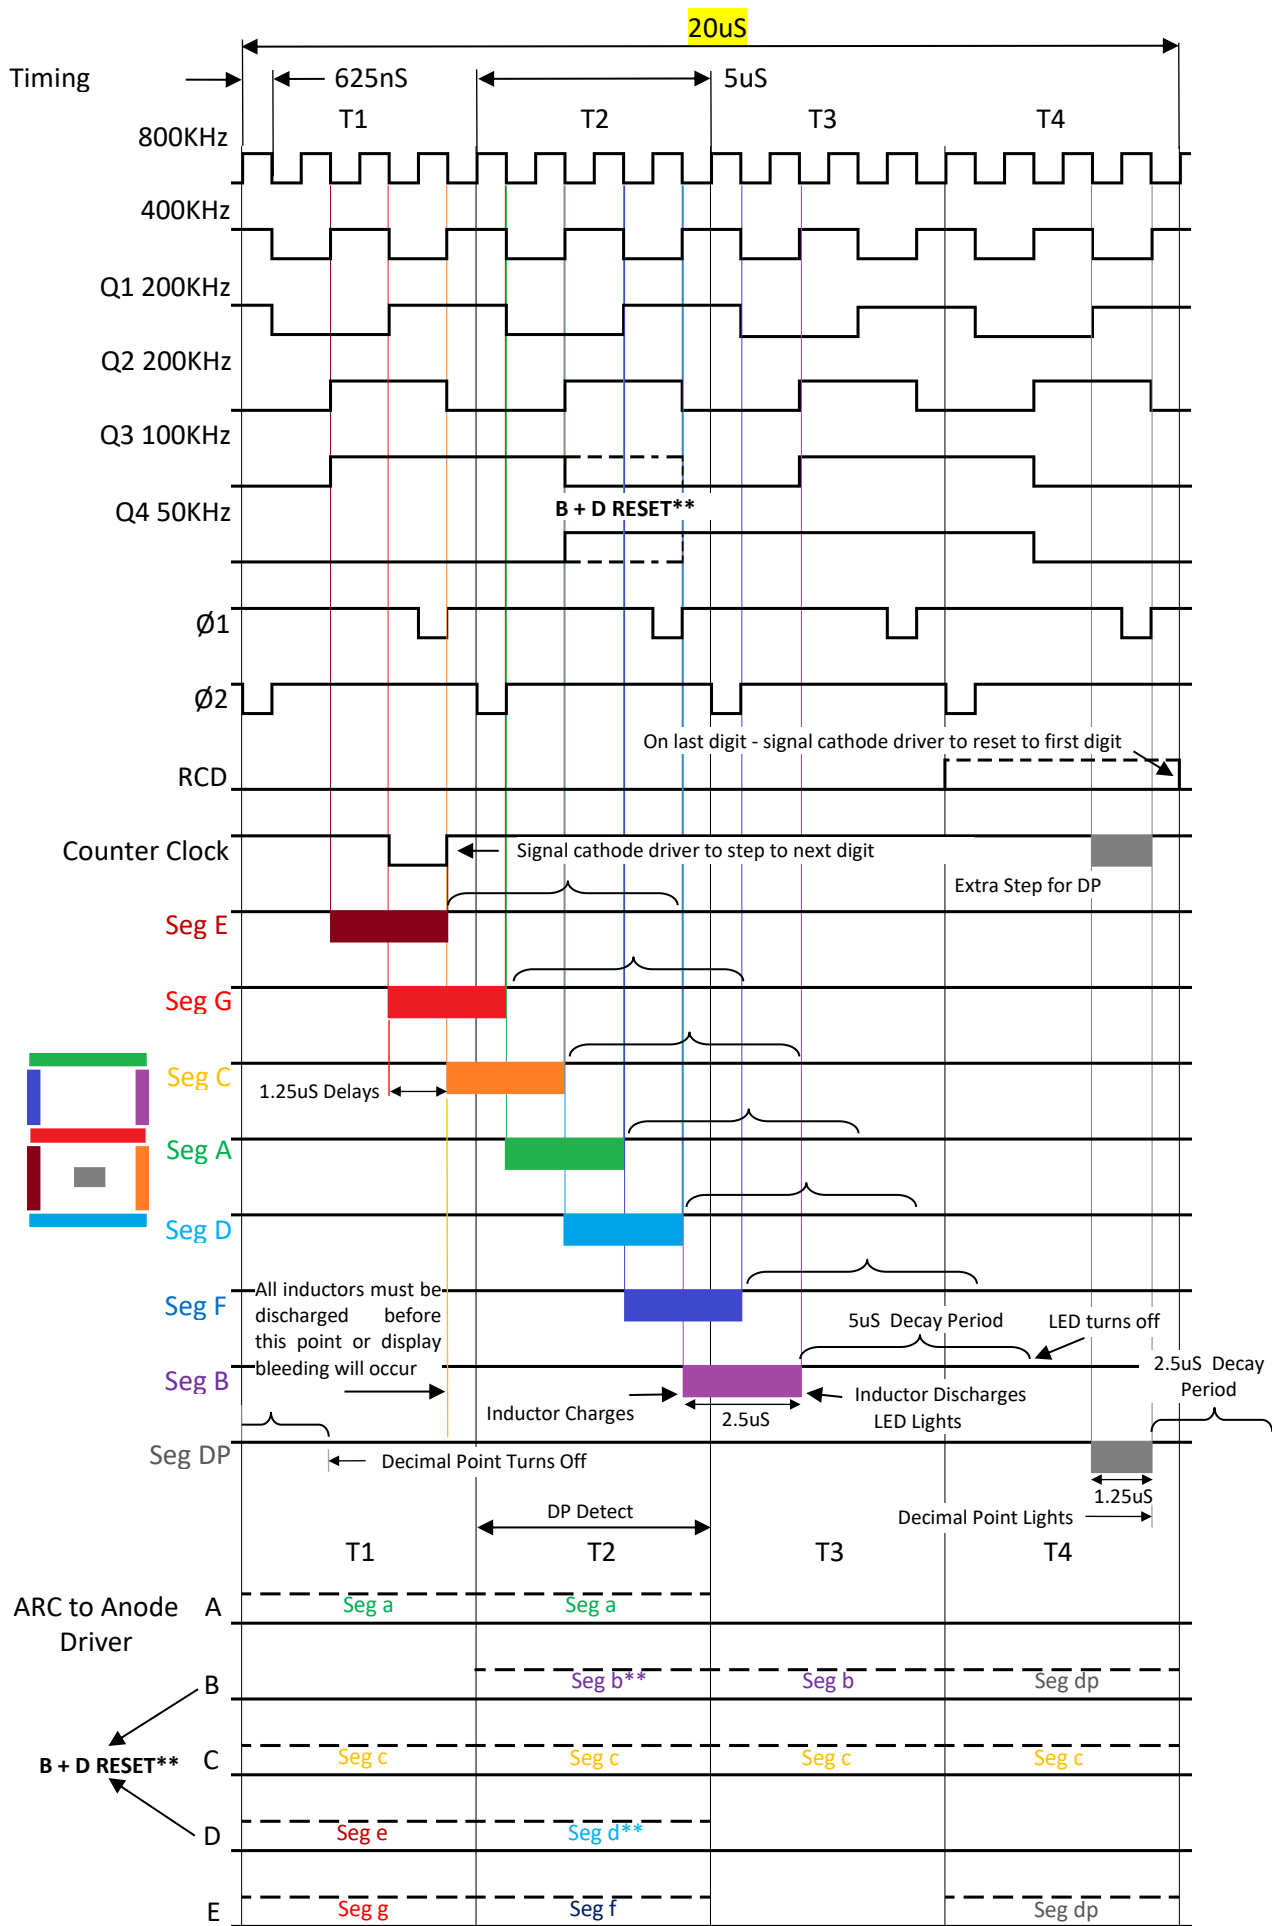 20uS
Timing
625nS
5uS
T1
T2
T3
T4
800KHz
400KHz
Q1 200KHz
Q2 200KHz
Q3 100KHz
B + D RESET**
Q4 50KHz
Ø1
Ø2
On last digit - signal cathode driver to reset to first digit
RCD
Counter Clock
Signal cathode driver to step to next digit
Extra Step for DP
Seg E
Seg G
Seg C
1.25uS Delays
Seg A
Seg D
Seg F
All inductors must be
discharged before
this point or display
bleeding will occur
5uS Decay Period
LED turns off
Seg B
2.5uS Decay
Period
Inductor Charges
2.5uS
Inductor Discharges
LED Lights
Seg DP
Decimal Point Turns Off
1.25uS
Decimal Point Lights
DP Detect
T1
T2
T3
T4
ARC to Anode
Driver
A
Seg a
Seg a
B
Seg b**
Seg b
Seg dp
B + D RESET**
C
Seg c
Seg c
Seg c
Seg c
D
Seg e
Seg d**
E
Seg g
Seg f
Seg dp